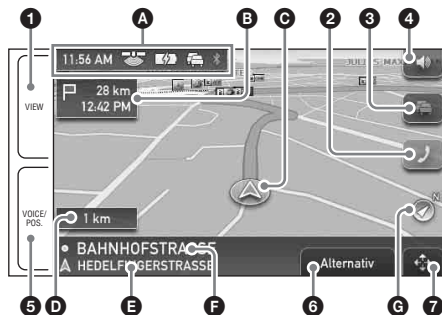 A B C 2 3 4
1
11:56 AM
VIEW
28 km
12:42 PM
N
1 km
VOICE/
POS.
BAHNHOFSTRASSE
HEDELFINGERSTRASSE
Alternativ
5 D E F 6 G 7